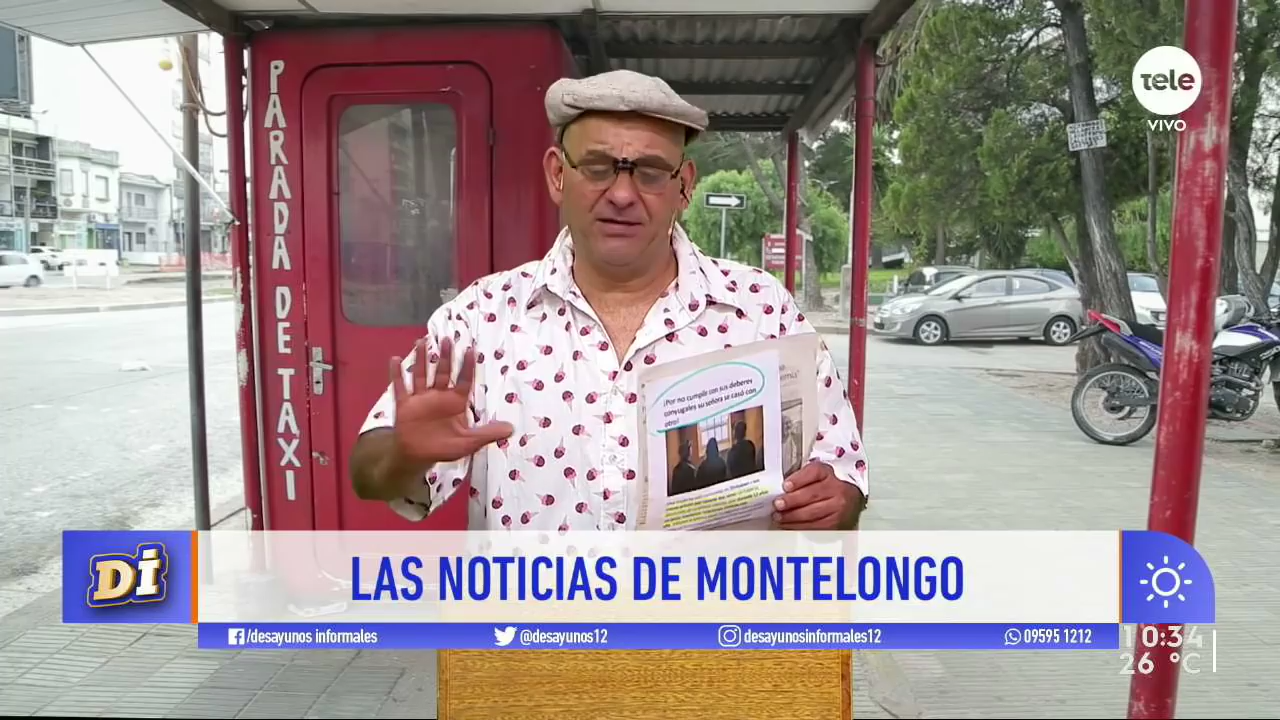 PARADA DE TAXI
tele
VIVO
¡Por no cumplir con sus deberes
conyugales su señora se casó con
otro!
Di
LAS NOTICIAS DE MONTELONGO
/desayunos informales
@desayunos12
desayunosinformales12
09595 1212
10:34
26 °C